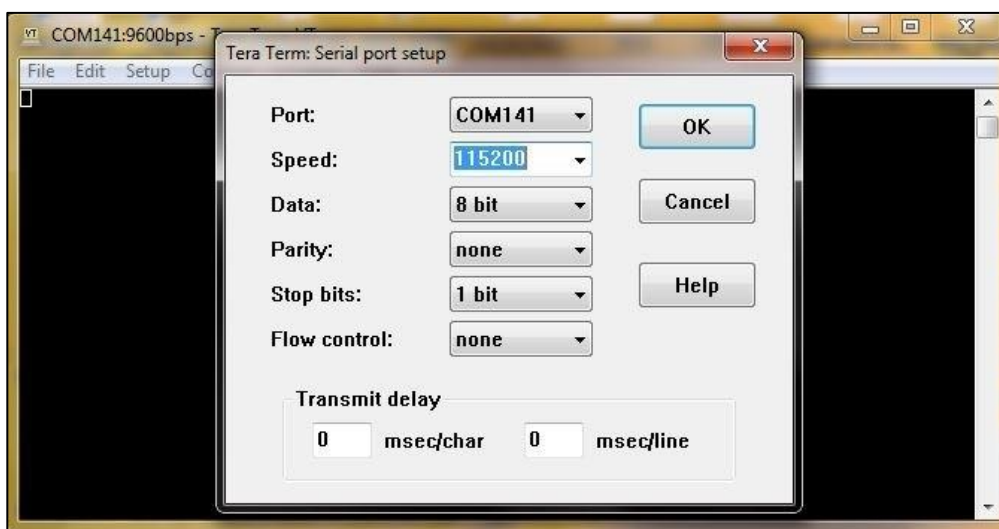 COM141:9600bps - T
File Edit Setup Co
Tera Term: Serial port setup
Port: COM141
Speed: 115200
Data: 8 bit
Parity: none
Stop bits: 1 bit
Flow control: none
OK
Cancel
Help
Transmit delay
0 msec/char 0 msec/line